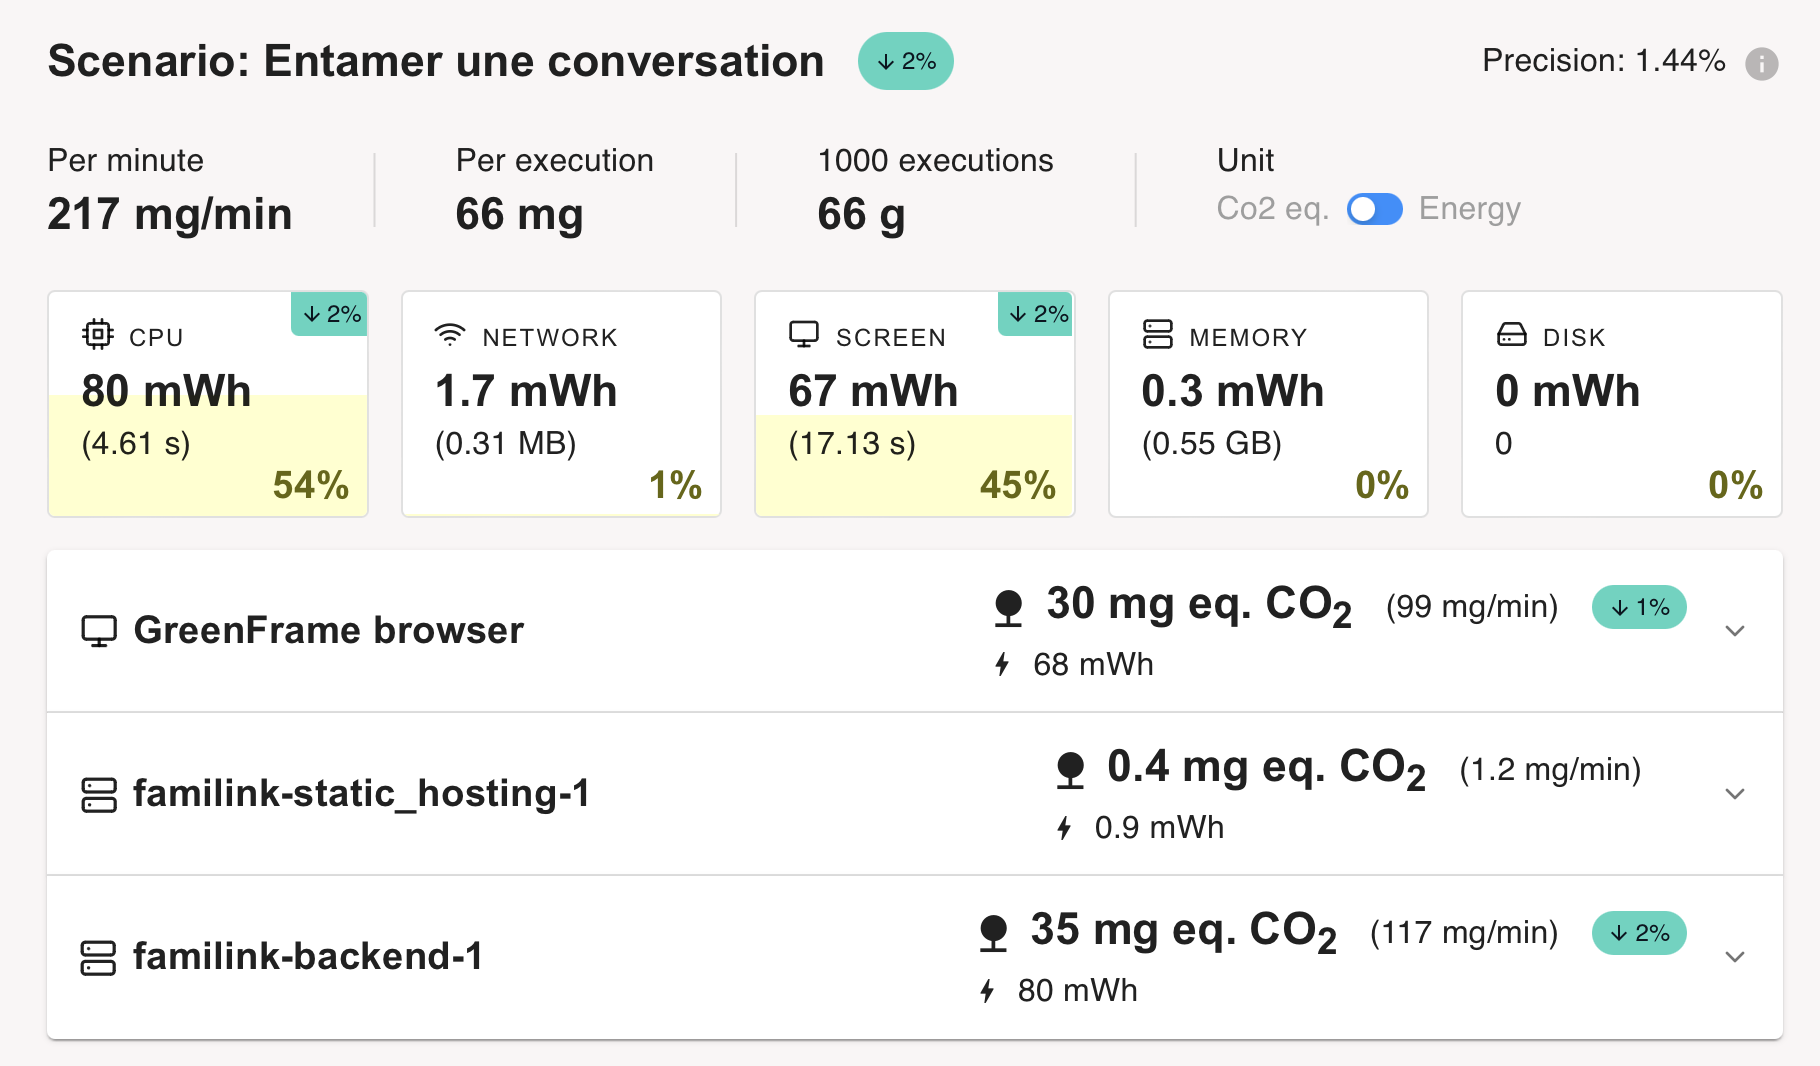 Scenario: Entamer une conversation ↓ 2% Precision: 1.44% i
Per minute Per execution 1000 executions Unit
217 mg/min 66 mg 66 g Co2 eq. Energy
CPU ↓ 2% NETWORK SCREEN ↓ 2% MEMORY DISK
80 mWh 1.7 mWh 67 mWh 0.3 mWh 0 mWh
(4.61 s) (0.31 MB) (17.13 s) (0.55 GB) 0
54% 1% 45% 0% 0%
GreenFrame browser 30 mg eq. CO₂ (99 mg/min) ↓ 1%
68 mWh
familink-static_hosting-1 0.4 mg eq. CO₂ (1.2 mg/min)
0.9 mWh
familink-backend-1 35 mg eq. CO₂ (117 mg/min) ↓ 2%
80 mWh